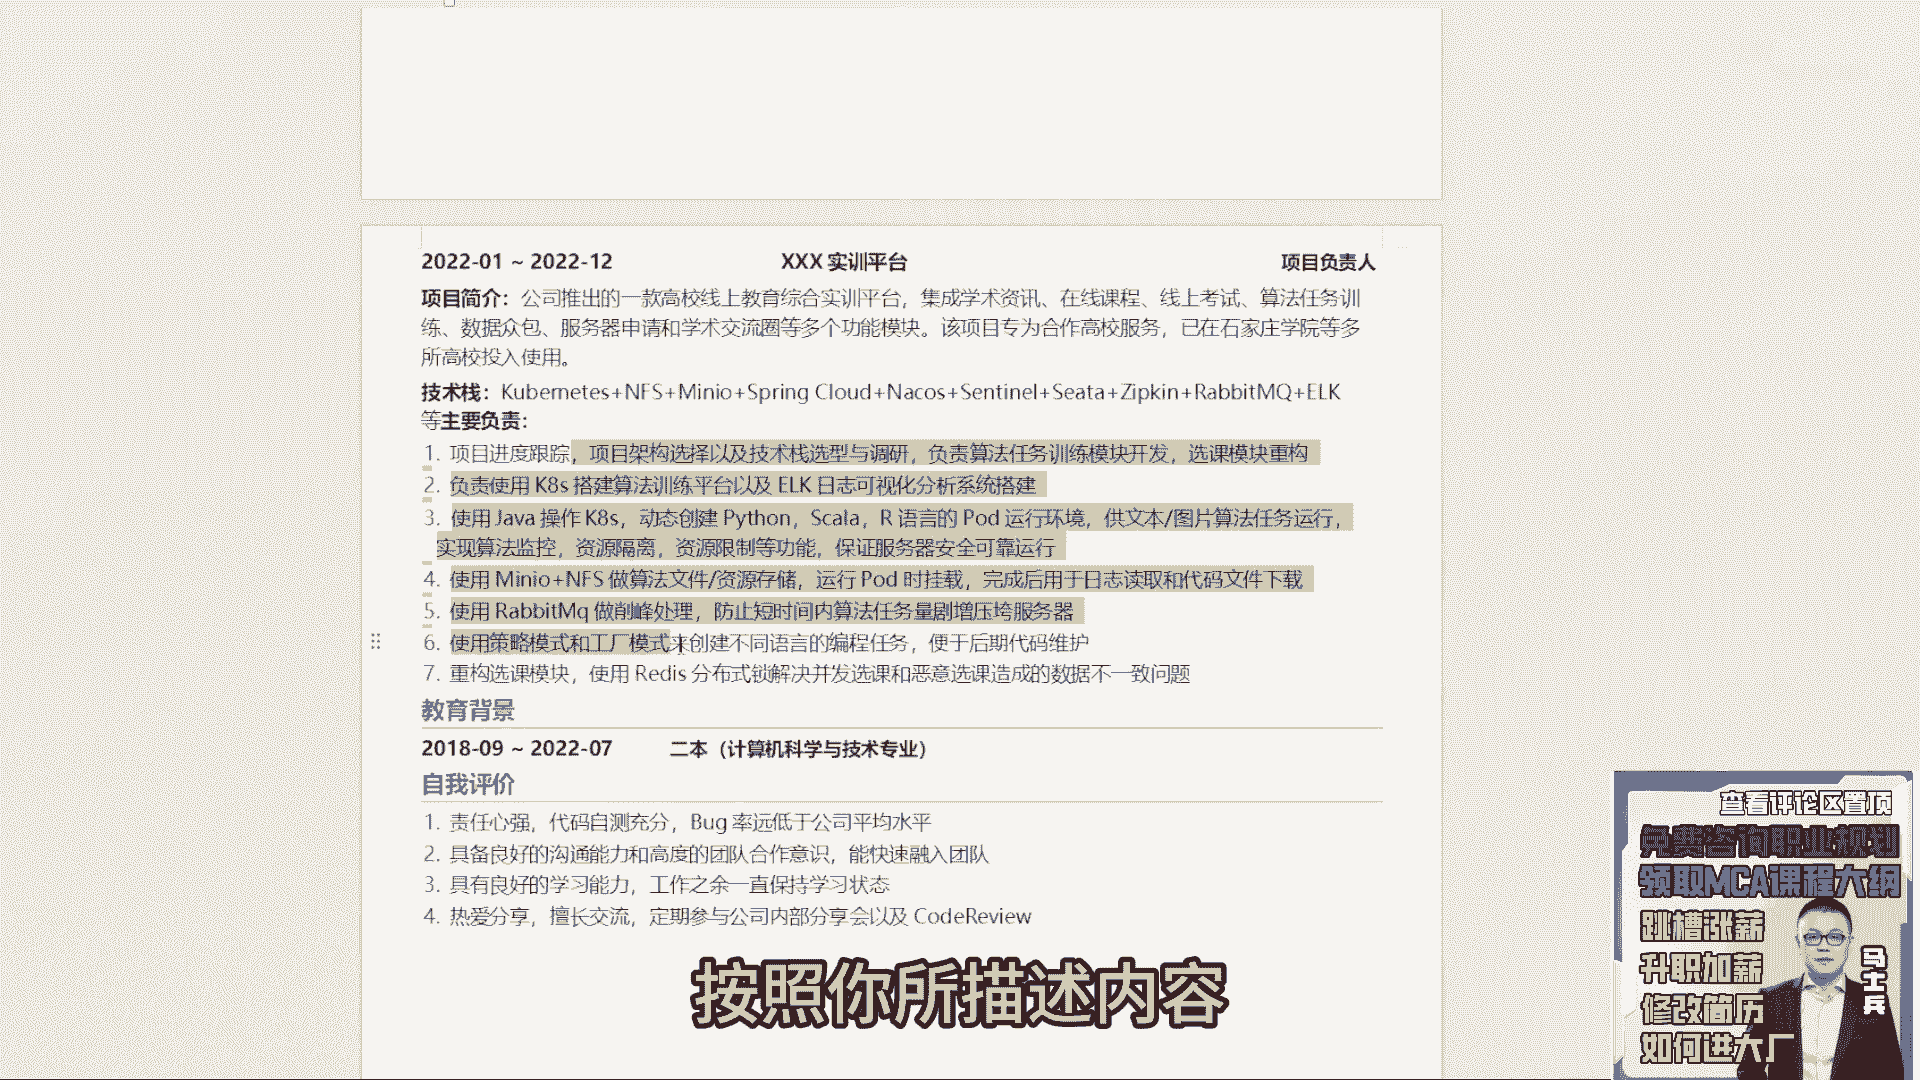 2022-01 ~ 2022-12 XXX 实训平台 项目负责人
项目简介：公司推出的一款高校线上教育综合实训平台，集成学术资讯、在线课程、线上考试、算法任务训
练、数据众包、服务器申请和学术交流圈等多个功能模块。该项目专为合作高校服务，已在石家庄学院等多
所高校投入使用。
技术栈：Kubernetes+NFS+Minio+Spring Cloud+Nacos+Sentinel+Seata+Zipkin+RabbitMQ+ELK
等主要负责：
1. 项目进度跟踪，项目架构选择以及技术栈选型与调研，负责算法任务训练模块开发，选课模块重构
2. 负责使用 K8s 搭建算法训练平台以及 ELK 日志可视化分析系统搭建
3. 使用 Java 操作 K8s，动态创建 Python，Scala，R 语言的 Pod 运行环境，供文本/图片算法任务运行，
实现算法监控，资源隔离，资源限制等功能，保证服务器安全可靠运行
4. 使用 Minio+NFS 做算法文件/资源存储，运行 Pod 时挂载，完成后用于日志读取和代码文件下载
5. 使用 RabbitMq 做削峰处理，防止短时间内算法任务量剧增压垮服务器
6. 使用策略模式和工厂模式来创建不同语言的编程任务，便于后期代码维护
7. 重构选课模块，使用 Redis 分布式锁解决并发选课和恶意选课造成的数据不一致问题
教育背景
2018-09 ~ 2022-07 二本（计算机科学与技术专业）
自我评价
1. 责任心强，代码自测充分，Bug 率远低于公司平均水平
2. 具备良好的沟通能力和高度的团队合作意识，能快速融入团队
3. 具有良好的学习能力，工作之余一直保持学习状态
4. 热爱分享，擅长交流，定期参与公司内部分享会以及 CodeReview
按照你所描述内容
查看评论区置顶
免费咨询职业规划
领取MCA课程大纲
跳槽涨薪
升职加薪
修改简历
如何进大厂
马士兵